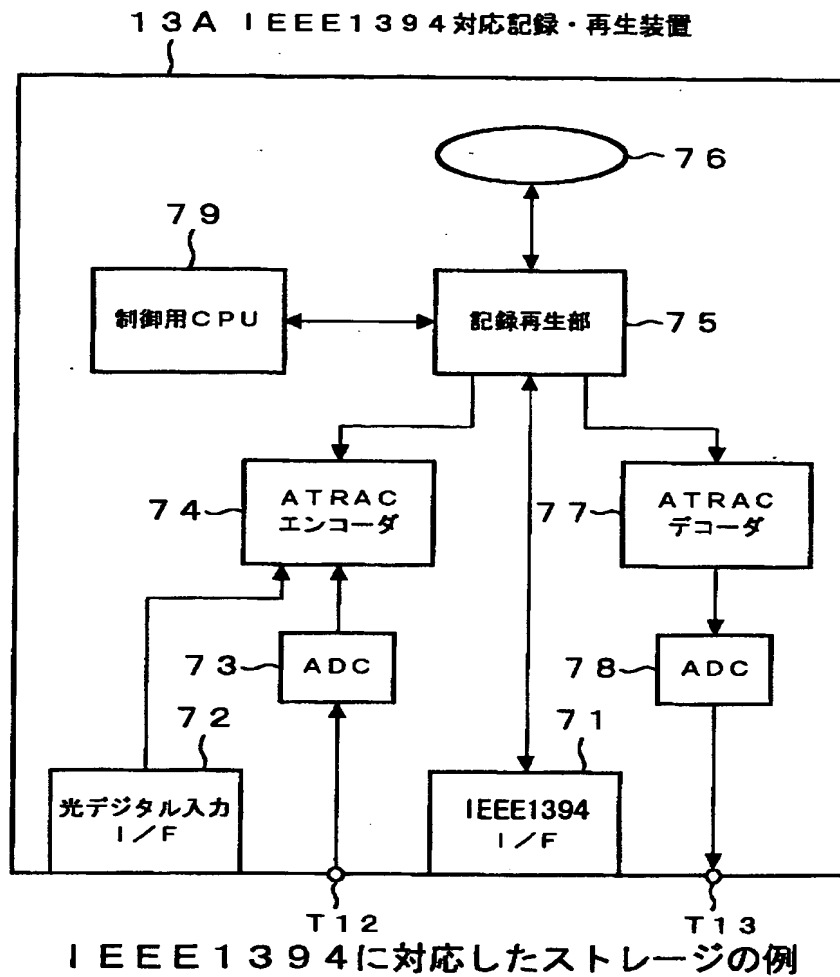 13A IEEE1394対応記録・再生装置
76
79
制御用CPU
記録再生部
75
74
ATRAC
エンコーダ
77
ATRAC
デコーダ
73
ADC
78
ADC
72
71
光デジタル入力
I/F
IEEE1394
I/F
T12
T13
IEEE1394に対応したストレージの例